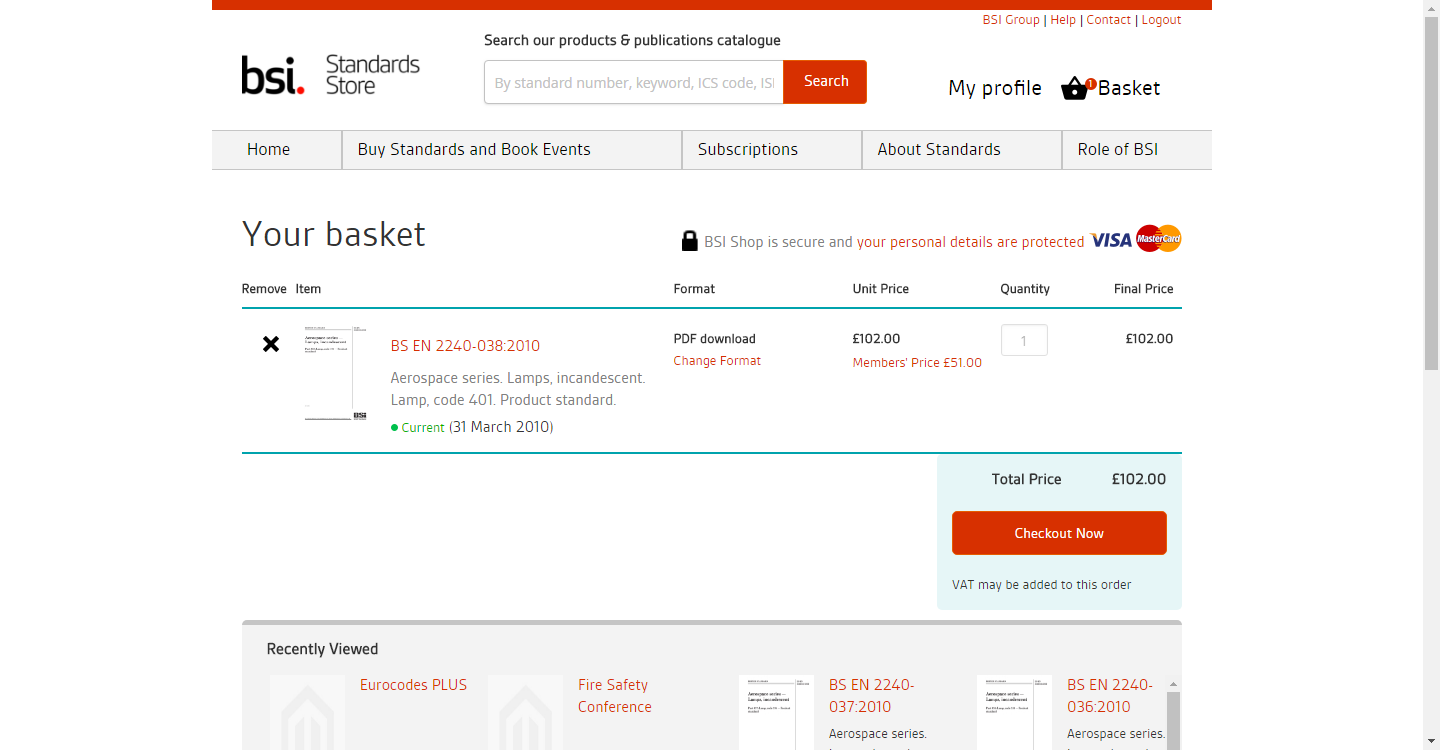 BSI Group | Help | Contact | Logout
Search our products & publications catalogue
bsi. Standards Store
By standard number, keyword, ICS code, ISI
Search
My profile
1
Basket
Home
Buy Standards and Book Events
Subscriptions
About Standards
Role of BSI
Your basket
BSI Shop is secure and your personal details are protected
VISA
MasterCard
Remove Item Format Unit Price Quantity Final Price
BS EN 2240-038:2010
Aerospace series. Lamps, incandescent.
Lamp, code 401. Product standard.
Current (31 March 2010)
PDF download
Change Format
£102.00
Members' Price £51.00
1
£102.00
Total Price £102.00
Checkout Now
VAT may be added to this order
Recently Viewed
Eurocodes PLUS
Fire Safety
Conference
BS EN 2240-
037:2010
Aerospace series.
BS EN 2240-
036:2010
Aerospace series.